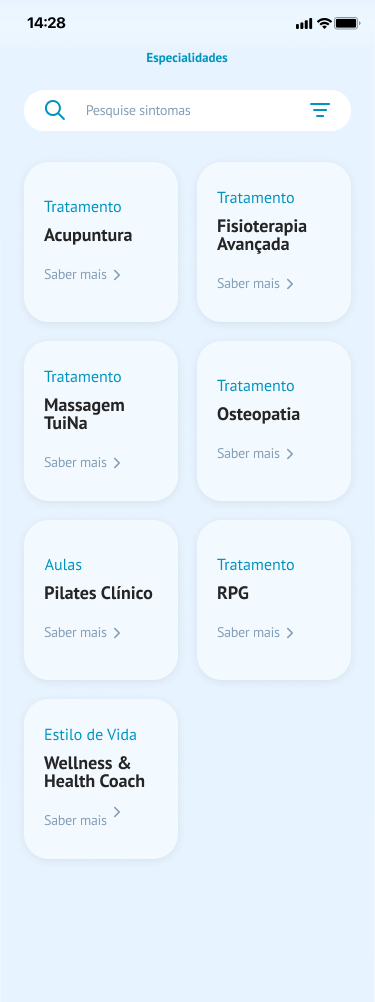 14:28
Especialidades
Pesquise sintomas
Tratamento
Acupuntura
Saber mais
Tratamento
Fisioterapia
Avançada
Saber mais
Tratamento
Massagem
TuiNa
Saber mais
Tratamento
Osteopatia
Saber mais
Aulas
Pilates Clínico
Saber mais
Tratamento
RPG
Saber mais
Estilo de Vida
Wellness &
Health Coach
Saber mais